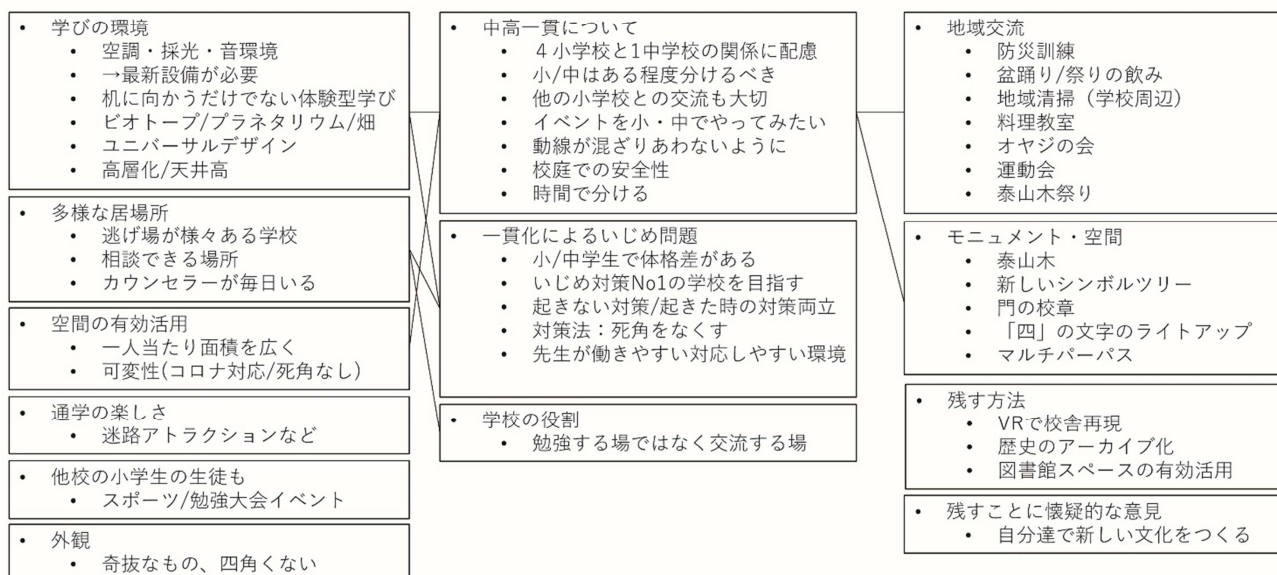 学びの環境
空調・採光・音環境
→最新設備が必要
机に向かうだけでない体験型学び
ビオトープ/プラネタリウム/畑
ユニバーサルデザイン
高層化/天井高
多様な居場所
逃げ場が様々ある学校
相談できる場所
カウンセラーが毎日いる
空間の有効活用
一人当たり面積を広く
可変性(コロナ対応/死角なし)
通学の楽しさ
迷路アトラクションなど
他校の小学生の生徒も
スポーツ/勉強大会イベント
外観
奇抜なもの、四角くない
中高一貫について
４小学校と1中学校の関係に配慮
小/中はある程度分けるべき
他の小学校との交流も大切
イベントを小・中でやってみたい
動線が混ざりあわないように
校庭での安全性
時間で分ける
一貫化によるいじめ問題
小/中学生で体格差がある
いじめ対策No1の学校を目指す
起きない対策/起きた時の対策両立
対策法：死角をなくす
先生が働きやすい対応しやすい環境
学校の役割
勉強する場ではなく交流する場
地域交流
防災訓練
盆踊り/祭りの飲み
地域清掃（学校周辺）
料理教室
オヤジの会
運動会
泰山木祭り
モニュメント・空間
泰山木
新しいシンボルツリー
門の校章
「四」の文字のライトアップ
マルチパーパス
残す方法
VRで校舎再現
歴史のアーカイブ化
図書館スペースの有効活用
残すことに懐疑的な意見
自分達で新しい文化をつくる